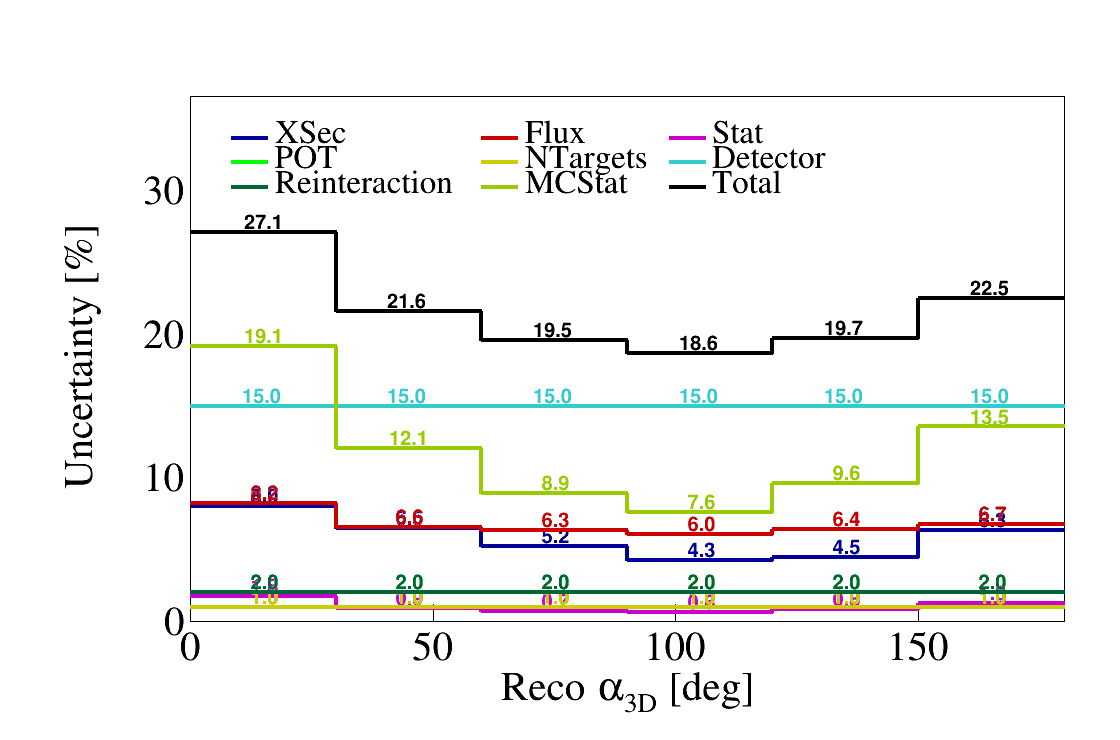 XSec Flux Stat
POT NTargets Detector
Reinteraction MCStat Total
Uncertainty [%]
30
20
10
0
27.1 21.6 19.5 18.6 19.7 22.5
19.1 12.1 8.9 7.6 9.6 13.5
15.0 15.0 15.0 15.0 15.0 15.0
6.6 6.3 6.0 6.4 6.7
5.2 4.3 4.5
2.0 2.0 2.0 2.0 2.0 2.0
0 50 100 150
Reco α3D [deg]